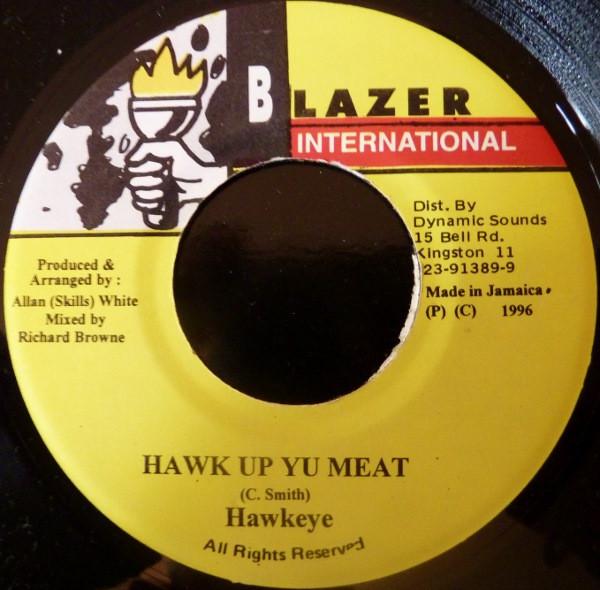 BLAZER
INTERNATIONAL
Dist. By
Dynamic Sounds
15 Bell Rd.
Kingston 11
923-91389-9
Made in Jamaica
(P) (C) 1996
Produced &
Arranged by :
Allan (Skills) White
Mixed by
Richard Browne
HAWK UP YU MEAT
(C. Smith)
Hawkeye
All Rights Reserved